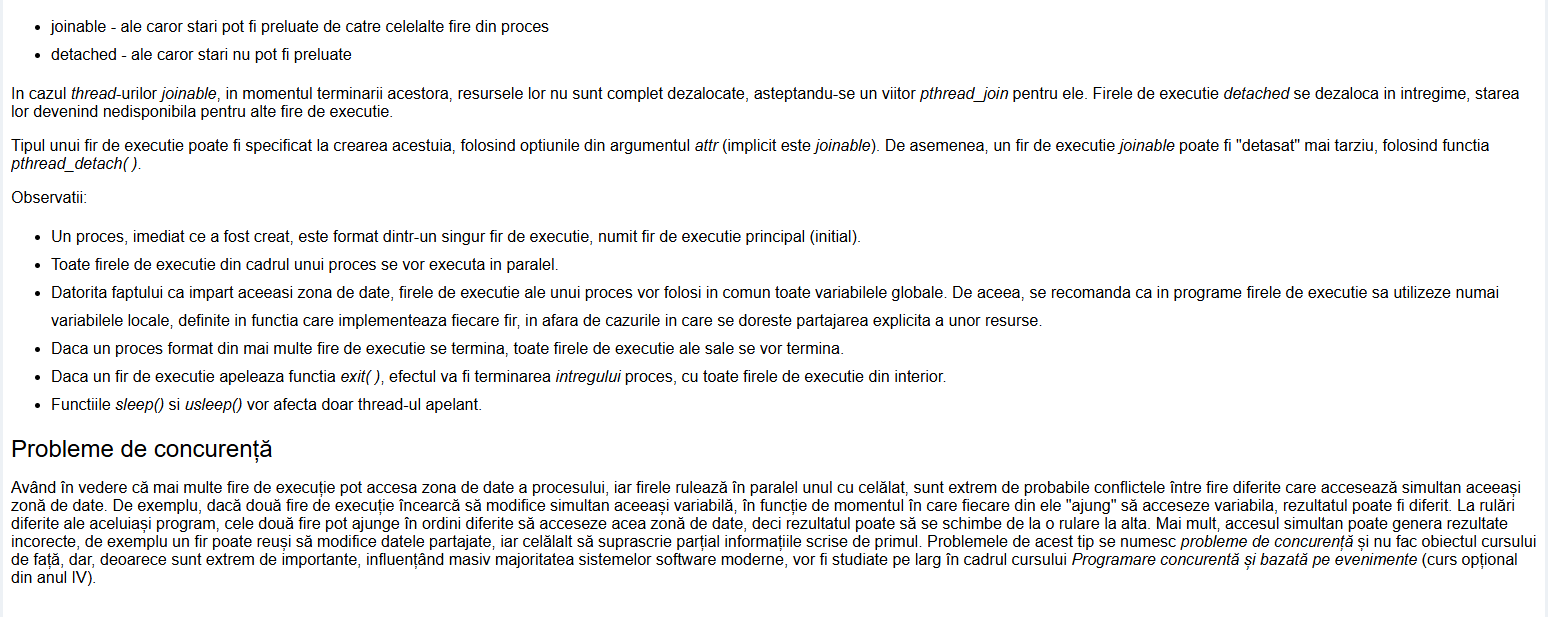 joinable - ale caror stari pot fi preluate de catre celelalte fire din proces
detached - ale caror stari nu pot fi preluate
In cazul thread-urilor joinable, in momentul terminarii acestora, resursele lor nu sunt complet dezalocate, asteptandu-se un viitor pthread_join pentru ele. Firele de executie detached se dezaloca in intregime, starea
lor devenind nedisponibila pentru alte fire de executie.
Tipul unui fir de executie poate fi specificat la crearea acestuia, folosind optiunile din argumentul attr (implicit este joinable). De asemenea, un fir de executie joinable poate fi "detasat" mai tarziu, folosind functia
pthread_detach( ).
Observatii:
Un proces, imediat ce a fost creat, este format dintr-un singur fir de executie, numit fir de executie principal (initial).
Toate firele de executie din cadrul unui proces se vor executa in paralel.
Datorita faptului ca impart aceeasi zona de date, firele de executie ale unui proces vor folosi in comun toate variabilele globale. De aceea, se recomanda ca in programe firele de executie sa utilizeze numai
variabilele locale, definite in functia care implementeaza fiecare fir, in afara de cazurile in care se doreste partajarea explicita a unor resurse.
Daca un proces format din mai multe fire de executie se termina, toate firele de executie ale sale se vor termina.
Daca un fir de executie apeleaza functia exit( ), efectul va fi terminarea intregului proces, cu toate firele de executie din interior.
Functiile sleep() si usleep() vor afecta doar thread-ul apelant.
Probleme de concurență
Având în vedere că mai multe fire de execuție pot accesa zona de date a procesului, iar firele rulează în paralel unul cu celălat, sunt extrem de probabile conflictele între fire diferite care accesează simultan aceeași
zonă de date. De exemplu, dacă două fire de execuție încearcă să modifice simultan aceeași variabilă, în funcție de momentul în care fiecare din ele "ajung" să acceseze variabila, rezultatul poate fi diferit. La rulări
diferite ale aceluiași program, cele două fire pot ajunge în ordini diferite să acceseze acea zonă de date, deci rezultatul poate să se schimbe de la o rulare la alta. Mai mult, accesul simultan poate genera rezultate
incorecte, de exemplu un fir poate reuși să modifice datele partajate, iar celălalt să suprascrie parțial informațiile scrise de primul. Problemele de acest tip se numesc probleme de concurență și nu fac obiectul cursului
de față, dar, deoarece sunt extrem de importante, influențând masiv majoritatea sistemelor software moderne, vor fi studiate pe larg în cadrul cursului Programare concurentă și bazată pe evenimente (curs opțional
din anul IV).